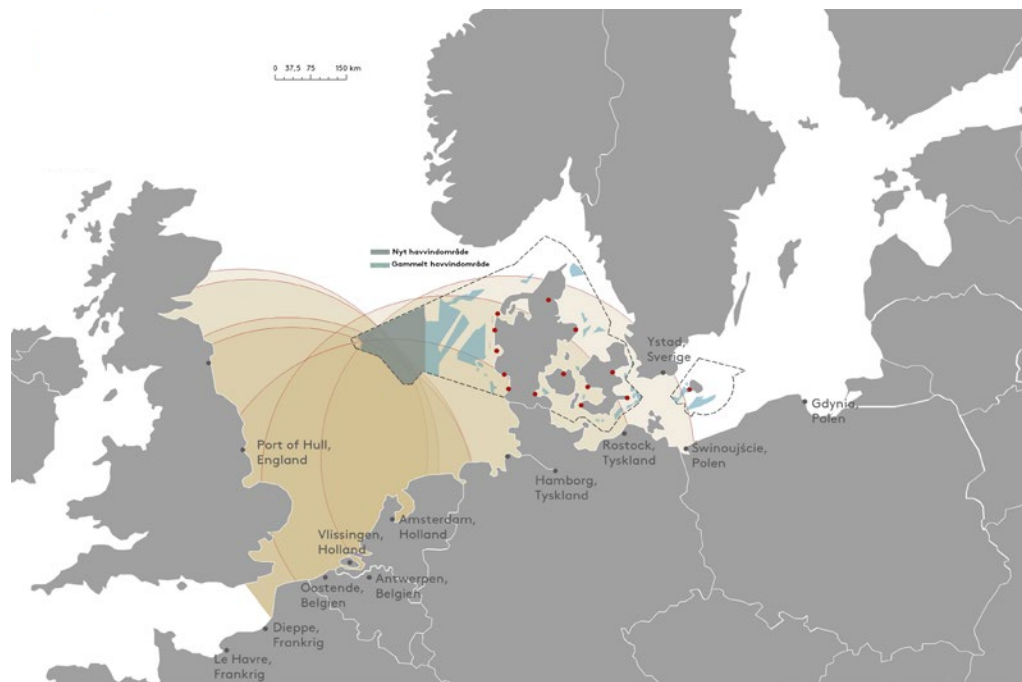 0 37,5 75 150 km
Nyt havvindområde
Gammelt havvindområde
Ystad,
Sverige
Gdynia,
Polen
Port of Hull,
England
Rostock,
Tyskland
Swinoujście,
Polen
Hamborg,
Tyskland
Amsterdam,
Holland
Vlissingen,
Holland
Oostende,
Belgien
Antwerpen,
Belgien
Dieppe,
Frankrig
Le Havre,
Frankrig